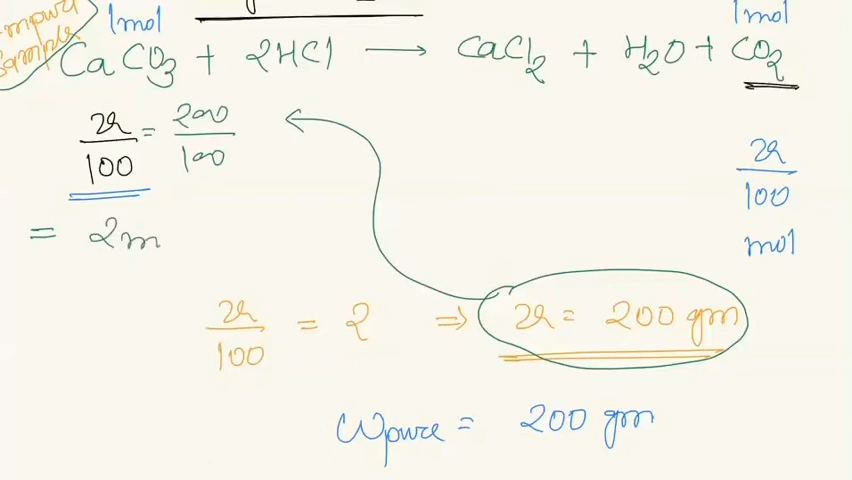 1mol 1mol
Sample CaCO3 + 2HCl → CaCl2 + H2O + CO2
x/100 = 200/100
x/100 mol
= 2m
x/100 = 2 ⇒ x = 200 gm
Wpure = 200 gm